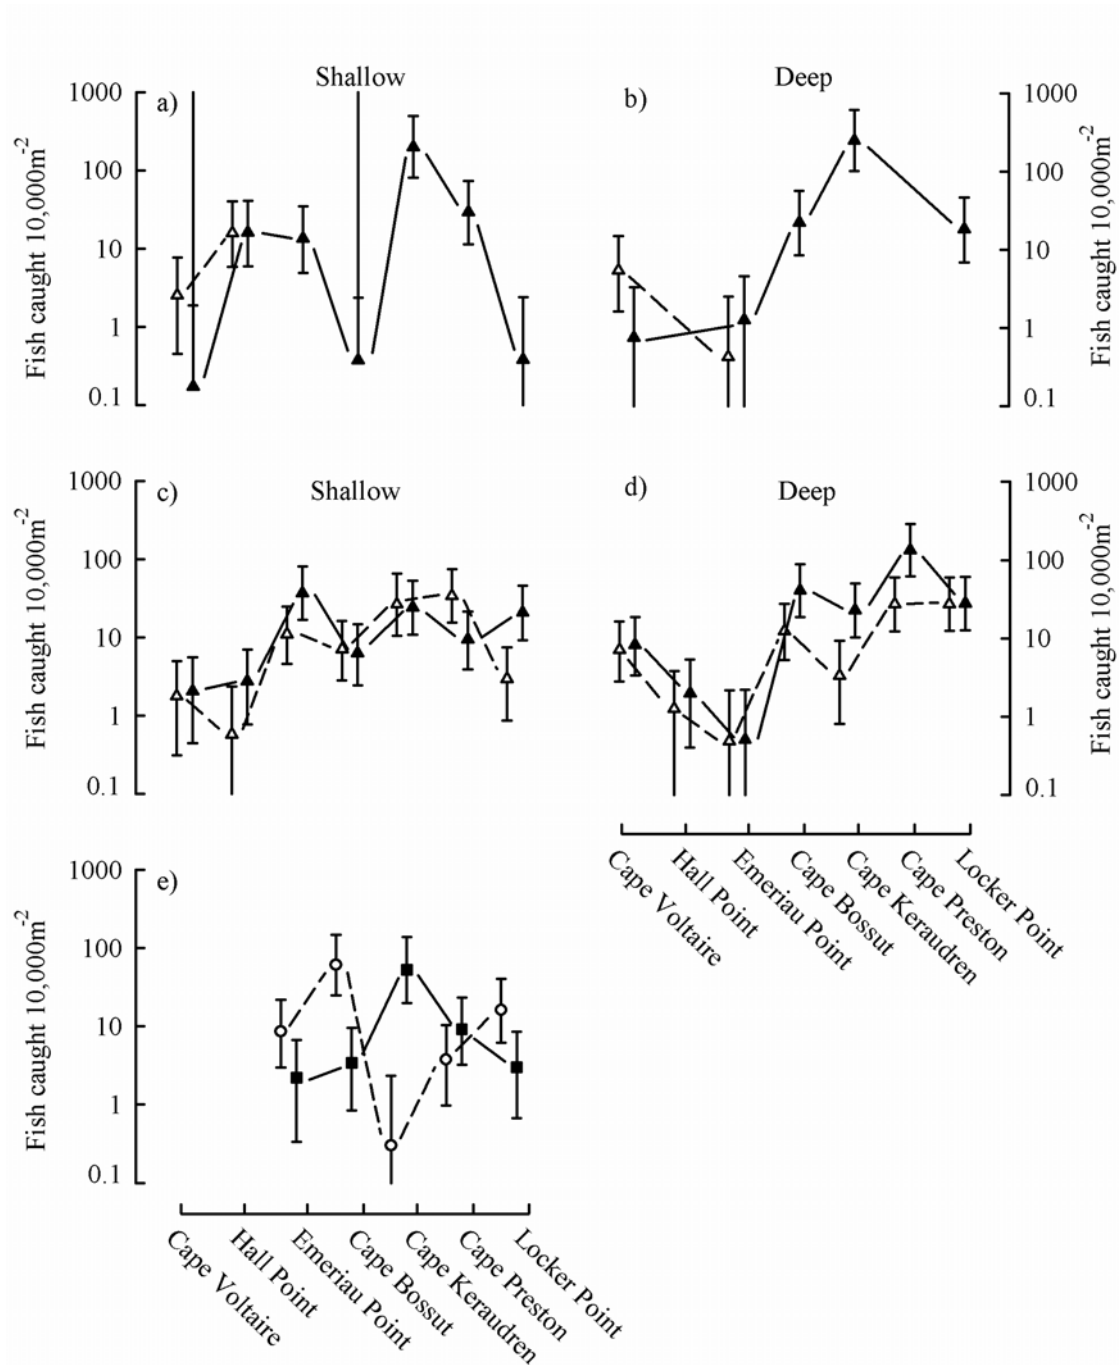 Shallow
Deep
a)
b)
1000
100
10
1
0.1
Fish caught 10,000m-2
1000
100
10
1
0.1
Fish caught 10,000m-2
Shallow
Deep
c)
d)
1000
100
10
1
0.1
Fish caught 10,000m-2
1000
100
10
1
0.1
Fish caught 10,000m-2
Cape Voltaire
Hall Point
Emeriau Point
Cape Bossut
Cape Keraudren
Cape Preston
Locker Point
e)
1000
100
10
1
0.1
Fish caught 10,000m-2
Cape Voltaire
Hall Point
Emeriau Point
Cape Bossut
Cape Keraudren
Cape Preston
Locker Point